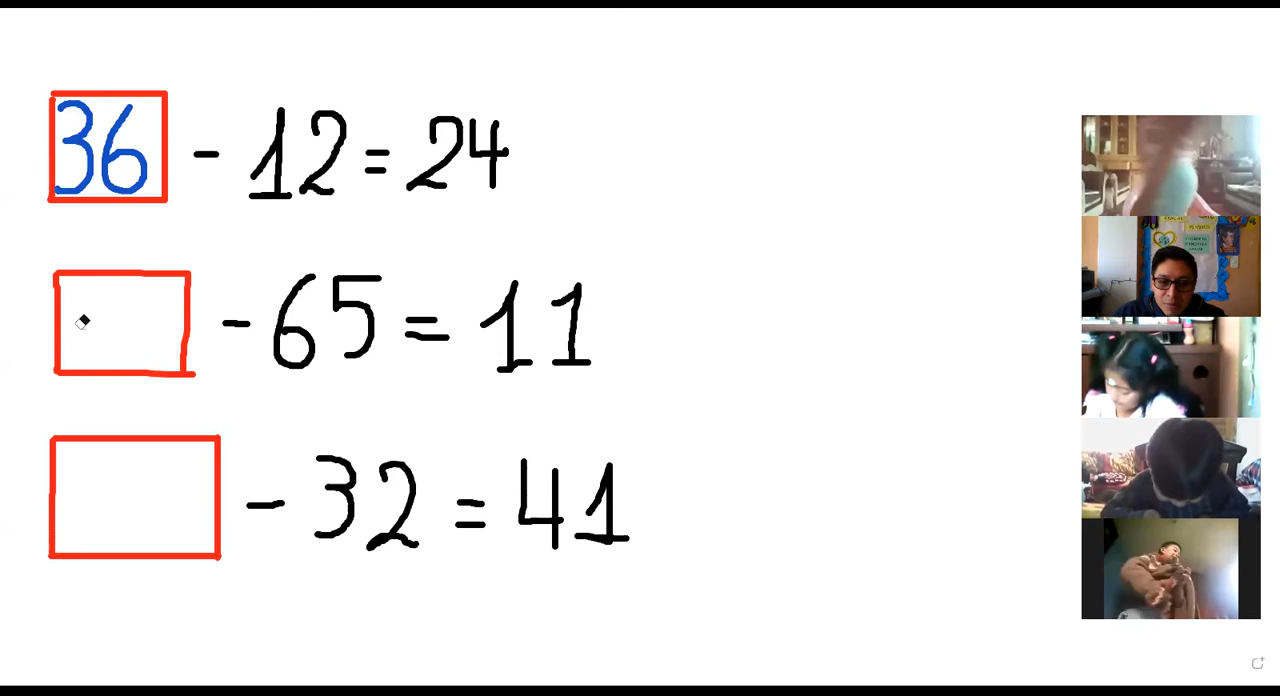 36 - 12 = 24
- 65 = 11
- 32 = 41